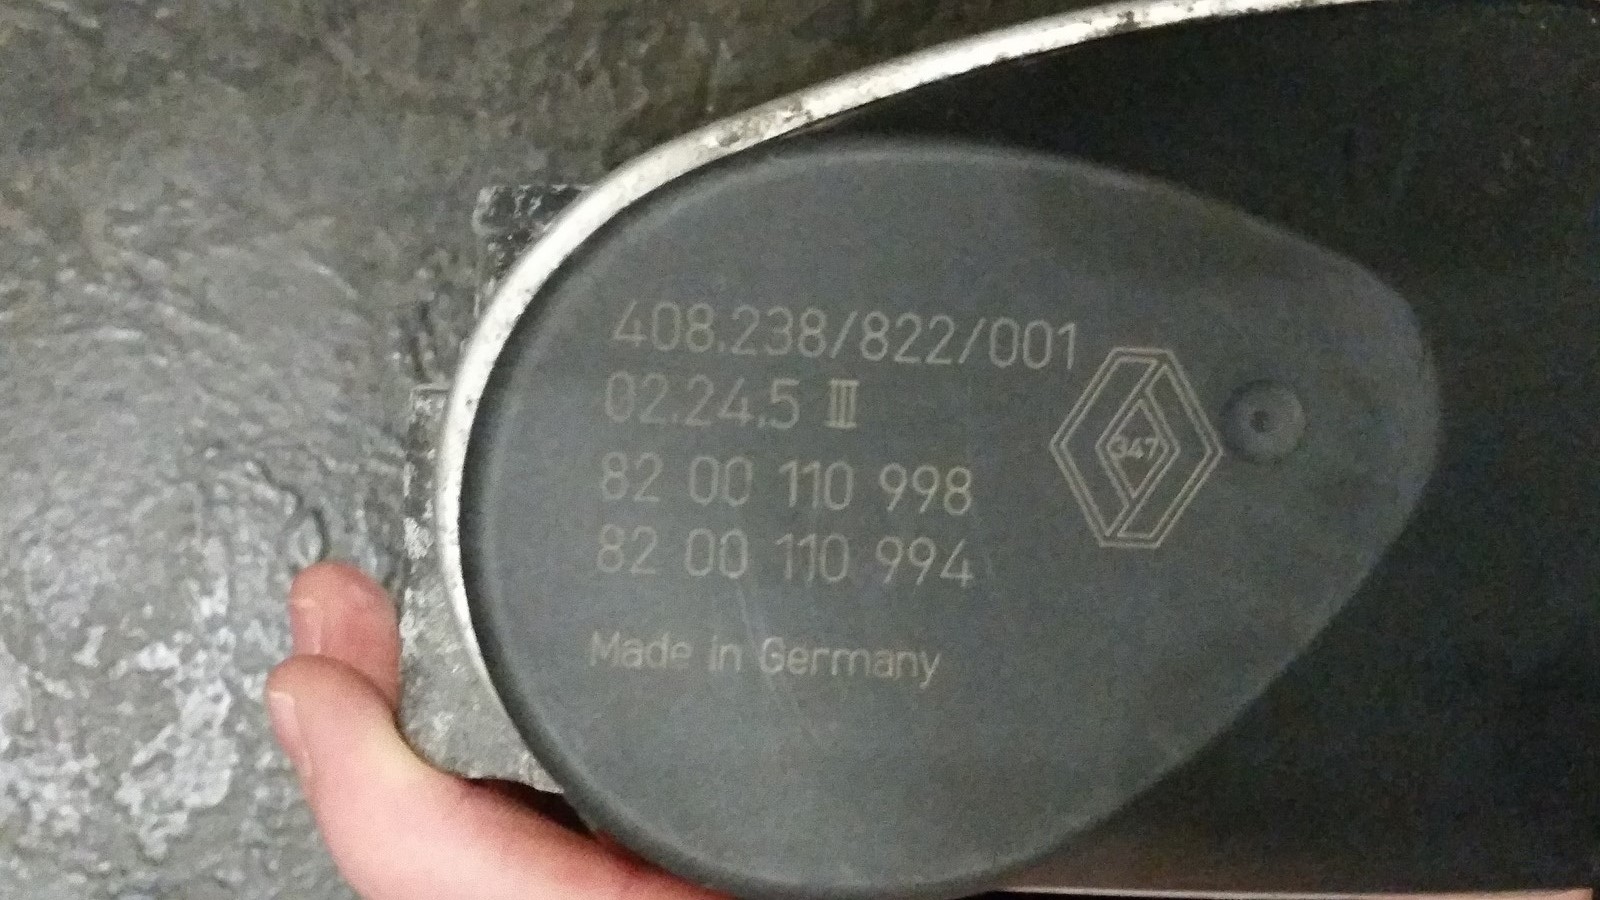 408.238/822/001
02.24.5 III
82 00 110 998
82 00 110 994
347
Made in Germany